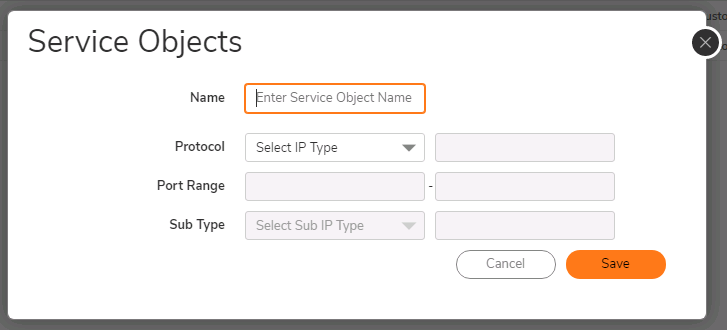 Service Objects
Name
Enter Service Object Name
Protocol
Select IP Type
Port Range
-
Sub Type
Select Sub IP Type
Cancel
Save